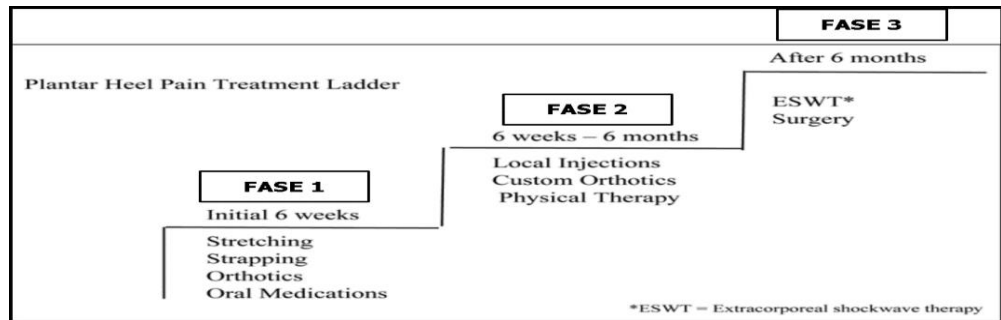 Plantar Heel Pain Treatment Ladder
FASE 1
Initial 6 weeks
Stretching
Strapping
Orthotics
Oral Medications
FASE 2
6 weeks – 6 months
Local Injections
Custom Orthotics
Physical Therapy
FASE 3
After 6 months
ESWT*
Surgery
*ESWT = Extracorporeal shockwave therapy